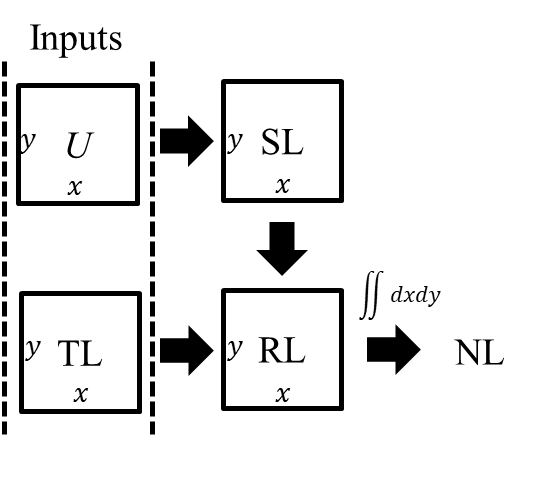 Inputs
y U
x
y SL
x
y TL
x
y RL
x
∬ dxdy
NL